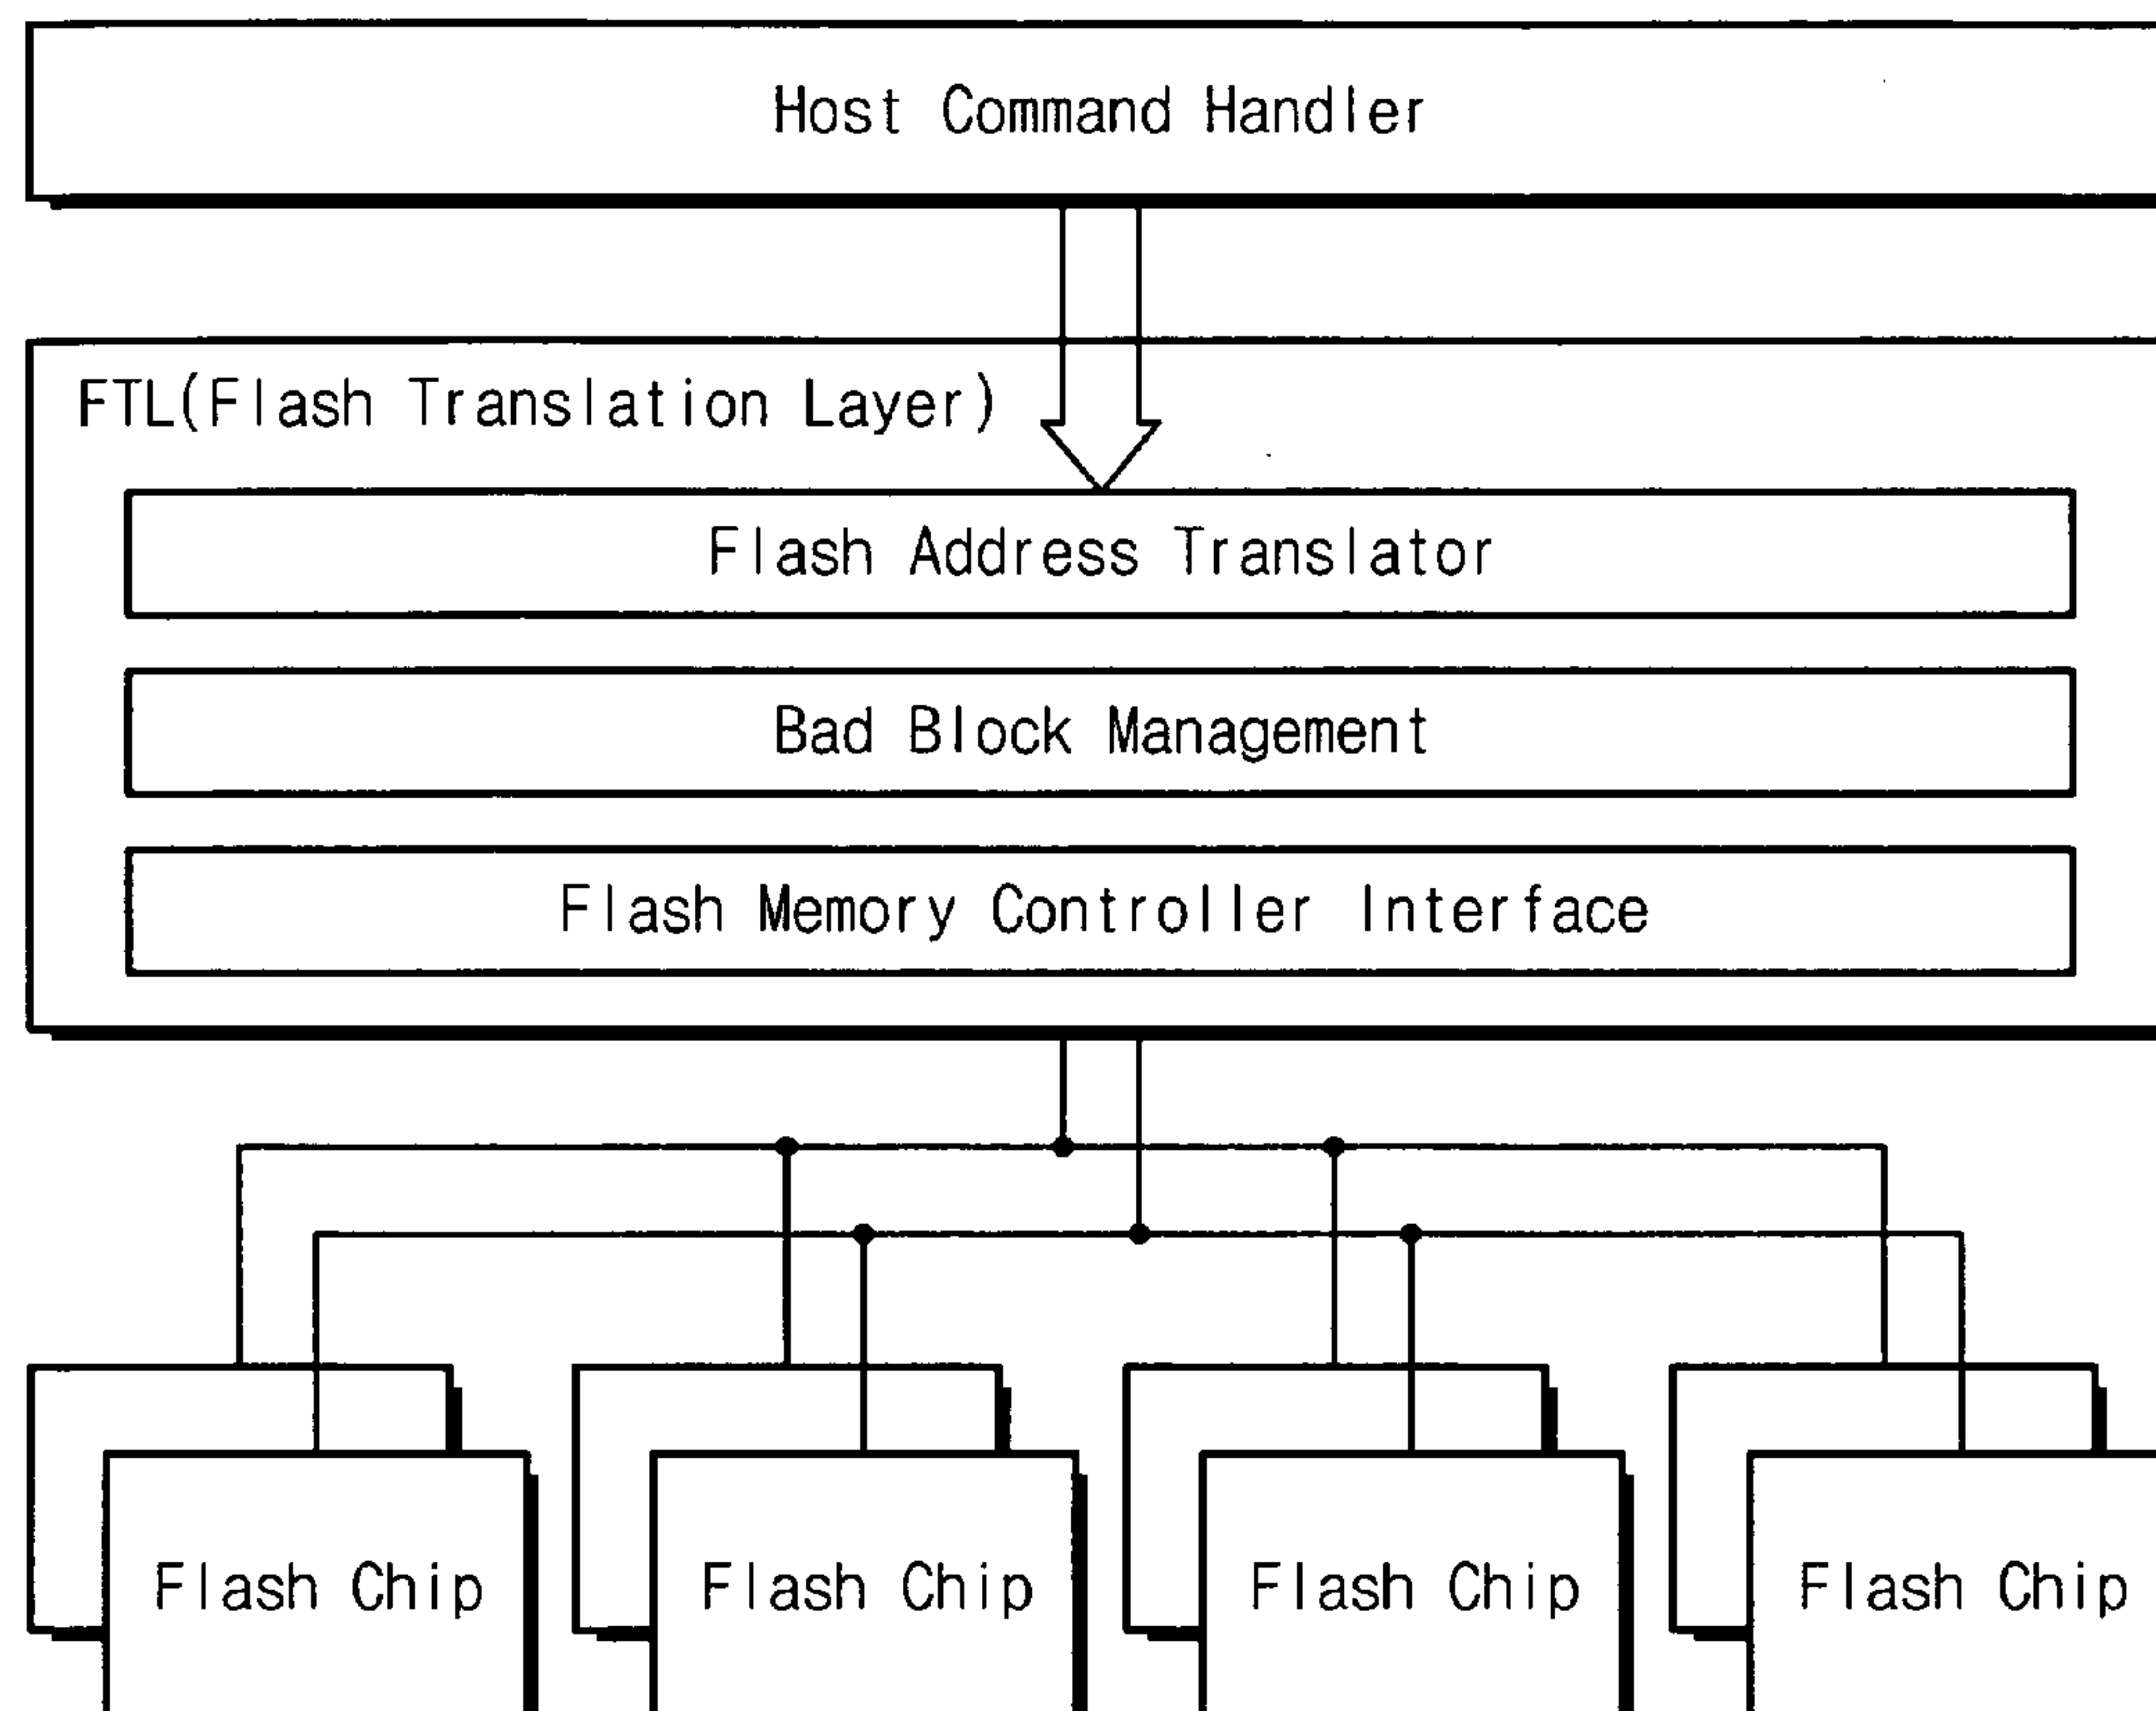 Host Command Handler
FTL(Flash Translation Layer)
Flash Address Translator
Bad Block Management
Flash Memory Controller Interface
Flash Chip
Flash Chip
Flash Chip
Flash Chip